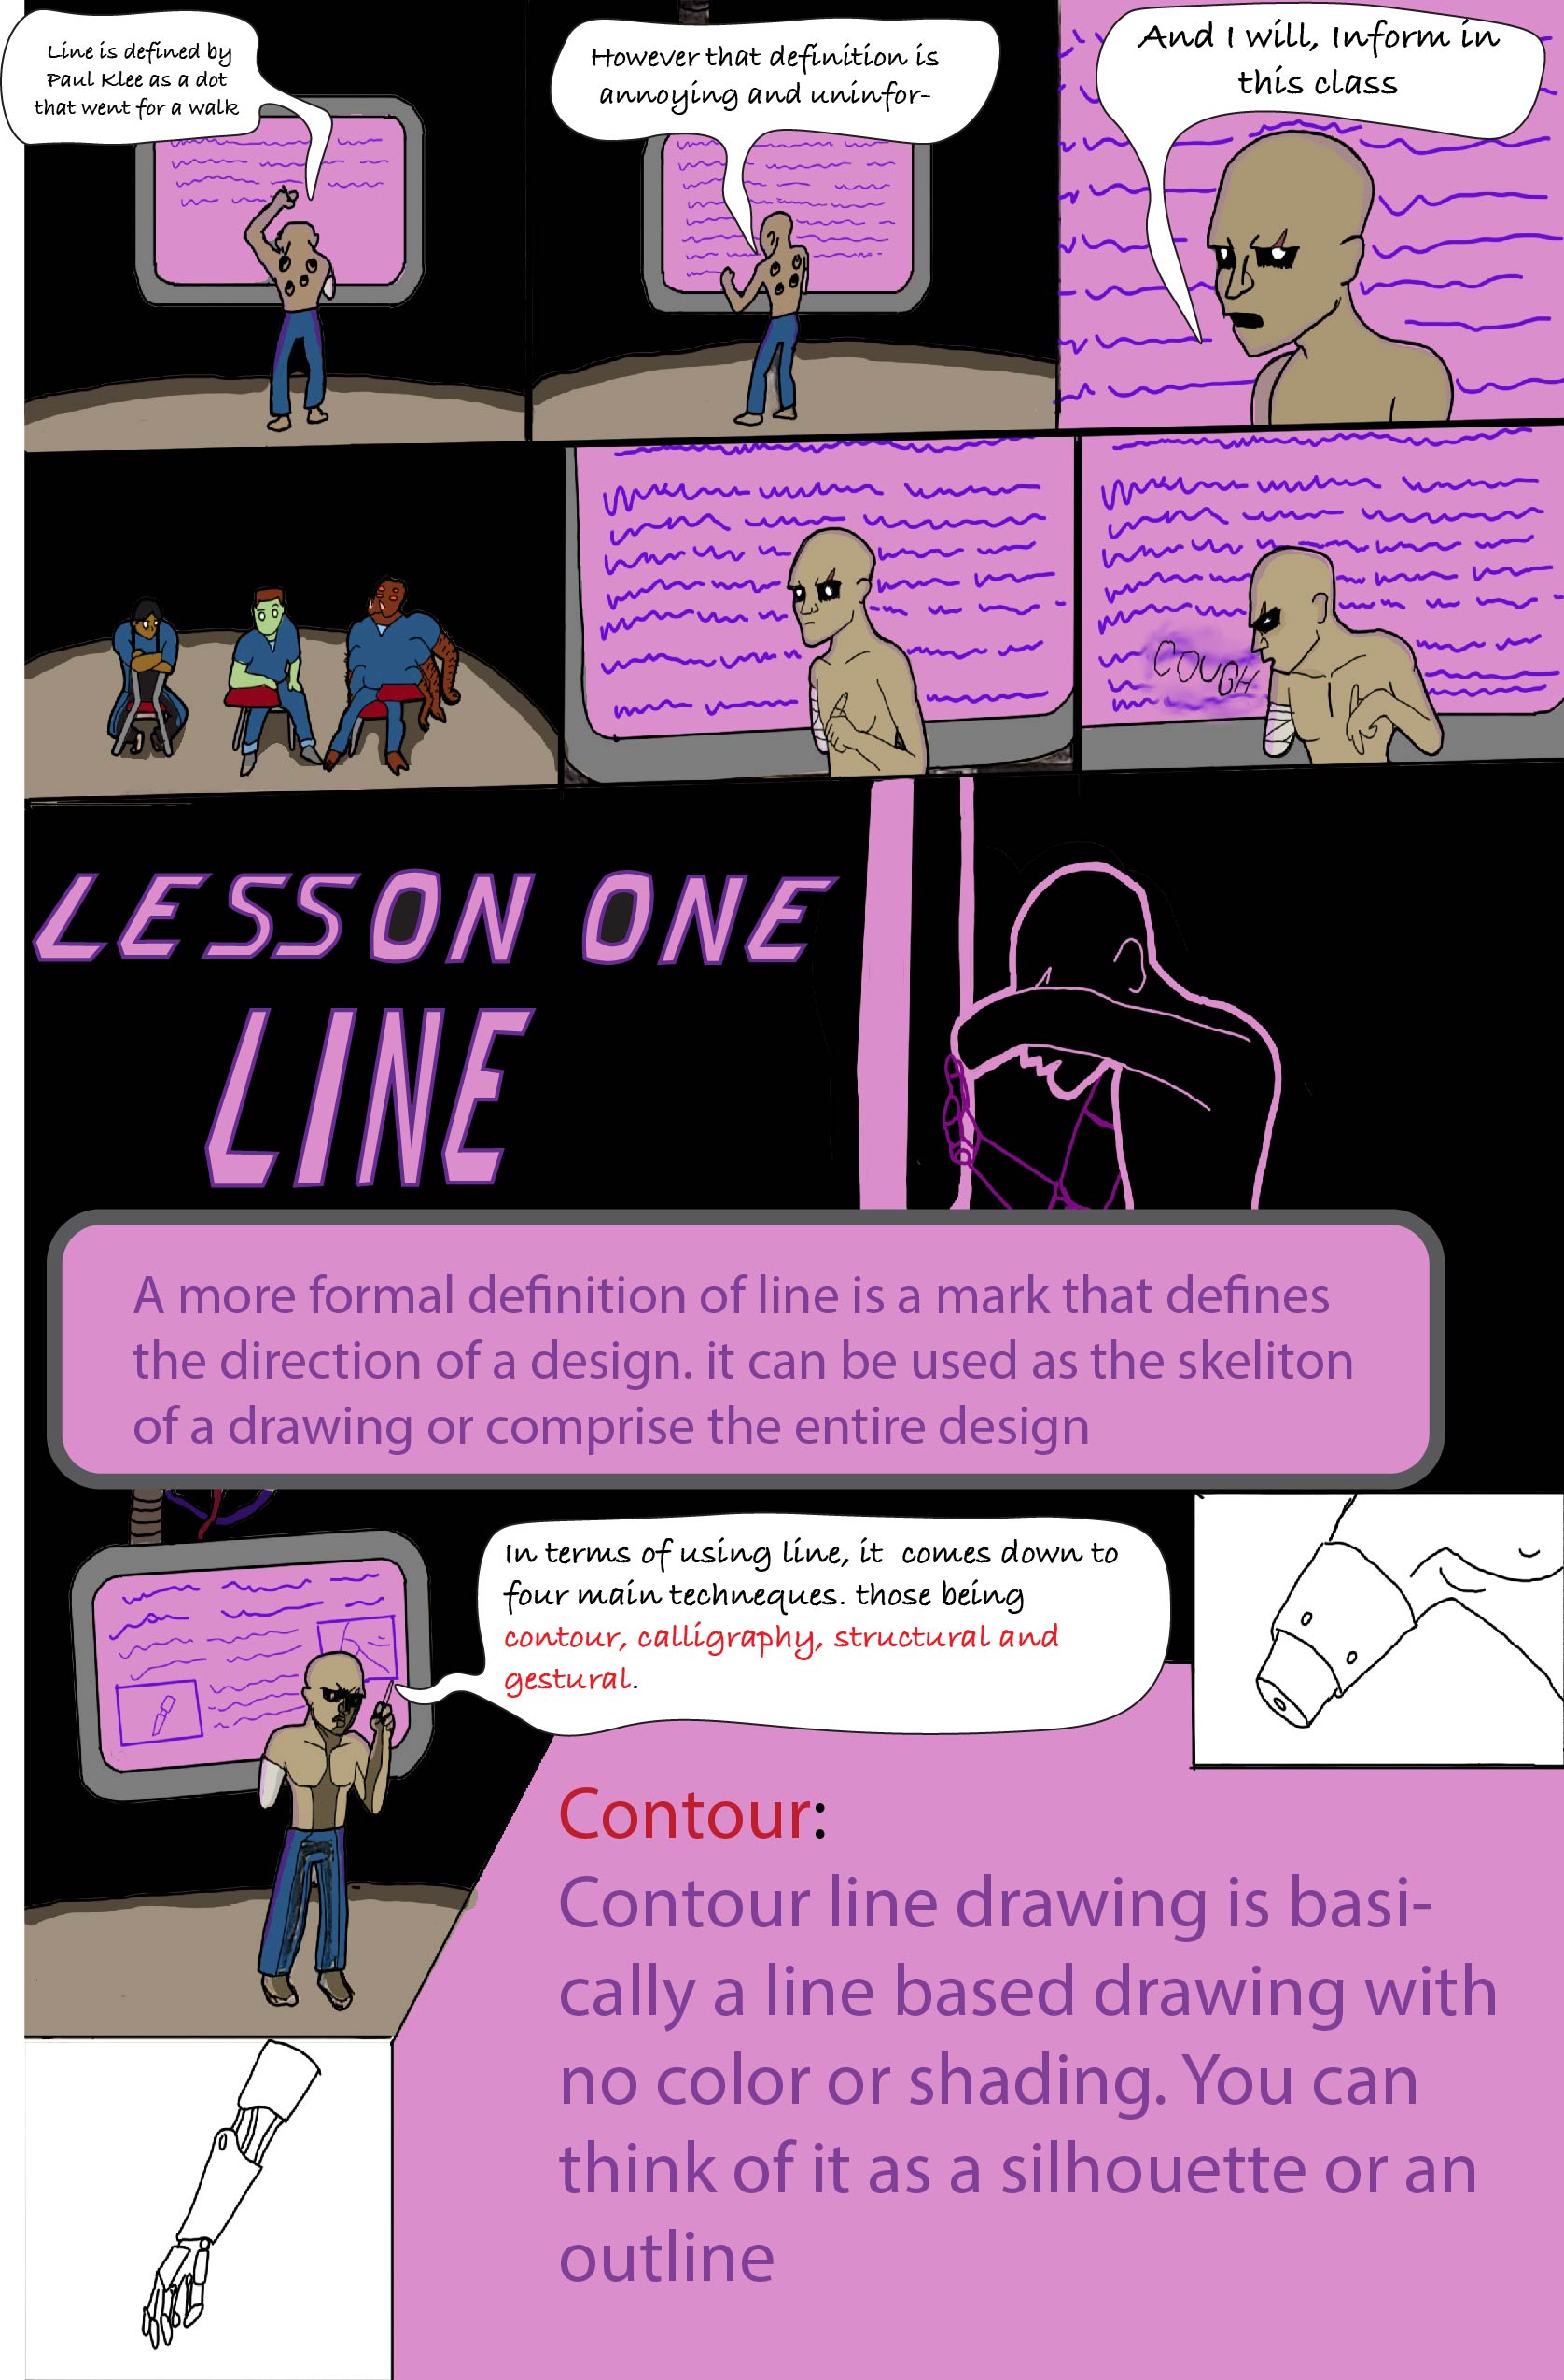 Line is defined by
Paul Klee as a dot
that went for a walk
However that definition is
annoying and uninfor-
And I will, Inform in
this class
COUGH
LESSON ONE
LINE
A more formal definition of line is a mark that defines
the direction of a design. it can be used as the skeliton
of a drawing or comprise the entire design
In terms of using line, it comes down to
four main techneques. those being
contour, calligraphy, structural and
gestural.
Contour:
Contour line drawing is basi-
cally a line based drawing with
no color or shading. You can
think of it as a silhouette or an
outline